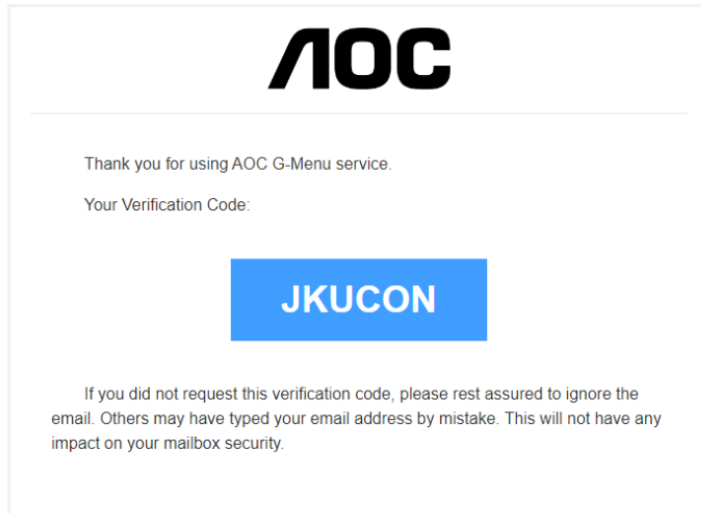 AOC
Thank you for using AOC G-Menu service.
Your Verification Code:
JKUCON
If you did not request this verification code, please rest assured to ignore the
email. Others may have typed your email address by mistake. This will not have any
impact on your mailbox security.